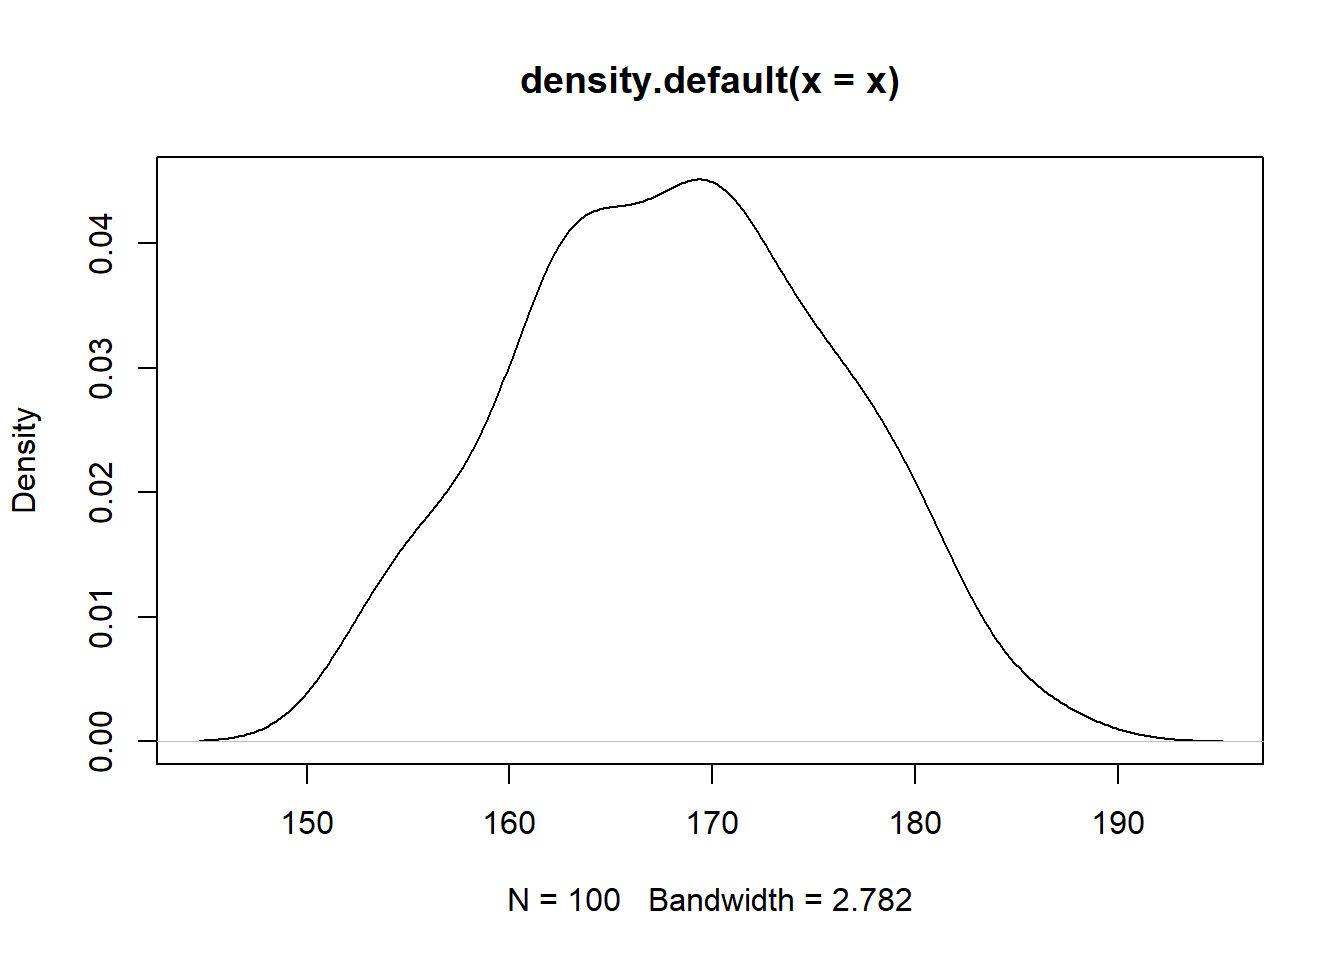 density.default(x = x)
Density
0.04
0.03
0.02
0.01
0.00
150 160 170 180 190
N = 100 Bandwidth = 2.782